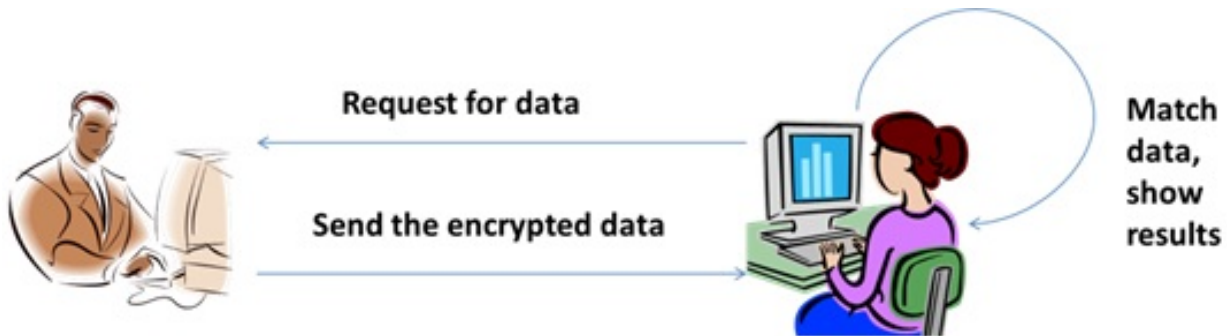 Request for data
Send the encrypted data
Match
data,
show
results